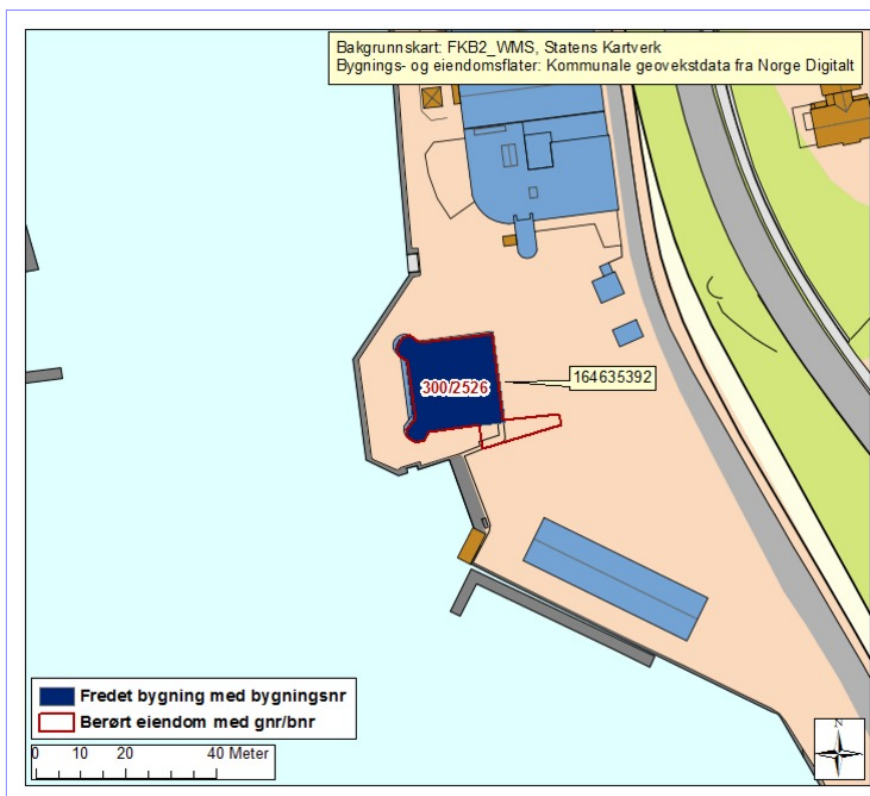 Bakgrunnskart: FKB2_WMS, Statens Kartverk
Bygnings- og eiendomsflater: Kommunale geovekstdata fra Norge Digitalt
164635392
300/2526
Fredet bygning med bygningsnr
Berørt eiendom med gnr/bnr
0 10 20 40 Meter
N